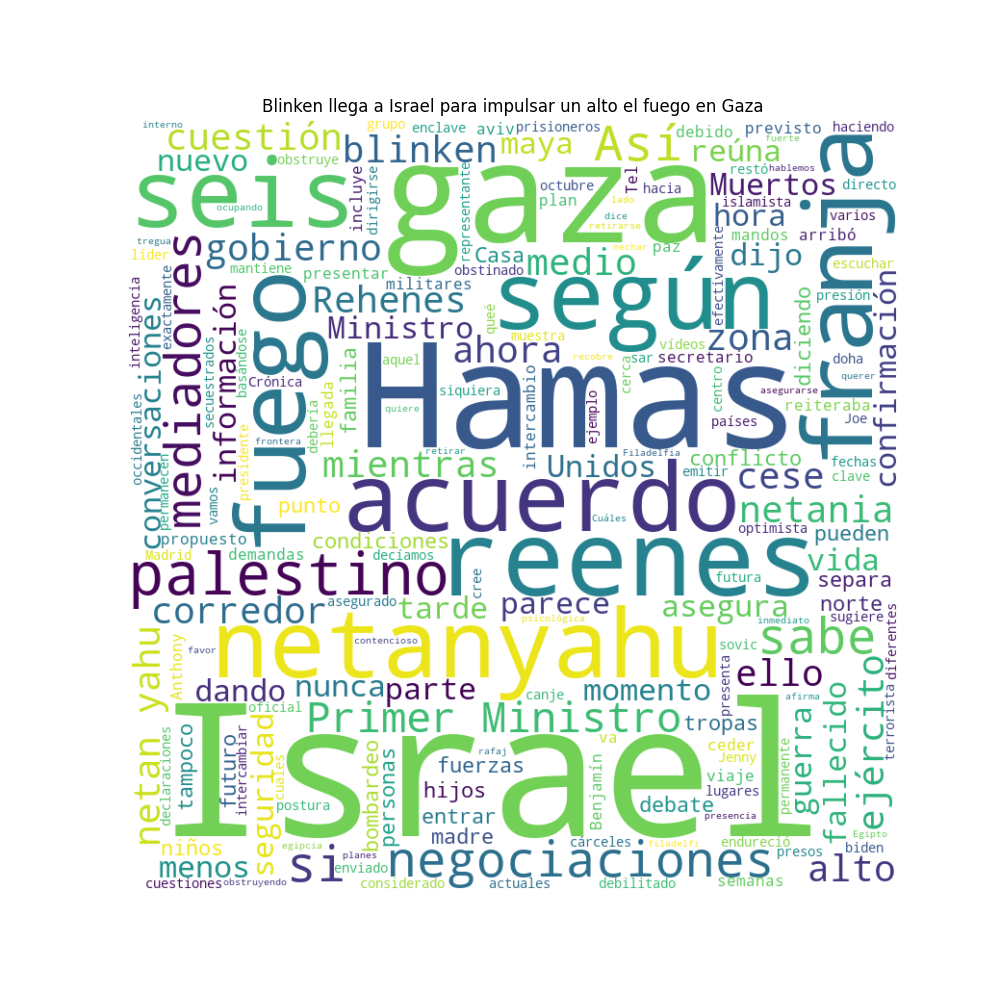 Blinken llega a Israel para impulsar un alto el fuego en Gaza
interno
grupo
enclave
aviv
prisioneros
debido
previsto
haciendo
fuerte
cuestión
blinken
maya
Así
reúna
hablemos
nuevo
obstruye
restó
seis
gaza
franja
incluye
dirigirse
representante
octubre
plan
Tel
hacia
lado
dice
retirarse
Muertos
islamista
directo
varios
ocupando
hora
mandos
arribó
tregua
líder
gobierno
Casa
medio
nechar
paz
dijo
escuchar
mantiene
presentar
obstinado
militares
efectivamente
presión
mediadores
fuego
Rehenes
según
diciendo
confirmación
inteligencia
exactamente
conversaciones
información
basándose
secuestrados
Ministro
queé
muestra
vídeos
zona
doha
ahora
recobre
sar
secretario
querer
familia
aquel
cerca
centro
Crónica
llegada
siquiera
asegurarse
Hamas
quiere
intercambio
ejemplo
países
reiteraba
Joe
occidentales
permanecen
presidente
debería
frontera
retirar
Filadelfia
mientras
Unidos
emitir
conflicto
fechas
clave
cese
vamos
punto
acuerdo
Cuáles
netania
optimista
pueden
propuesto
condiciones
Madrid
demandas
decíamos
reenes
vida
palestino
cree
futura
separa
corredor
asegurado
tarde
parece
asegura
norte
sugiere
psicológica
inmediato
netanyahu
contencioso
favor
sovic
sabe
diferentes
terrorista
netan yahu
Anthony
dando
nunca
parte
canje
momento
presenta
ello
afirma
ejército
oficial
Primer Ministro
tropas
fallecido
guerra
declaraciones
tampoco
futuro
intercambiar
seguridad
cuales
va
ceder
Jenny
rafaj
bombardeo
personas
fuerzas
Benjamín
viaje
permanente
Israel
hijos
lugares
postura
entrar
debate
presencia
niños
egipcia
madre
cárceles
filadelfi
endureció
Egipto
biden
presos
menos
si
planes
enviado
negociaciones
alto
cuestiones
obstruyendo
considerado
actuales
debilitado
semanas